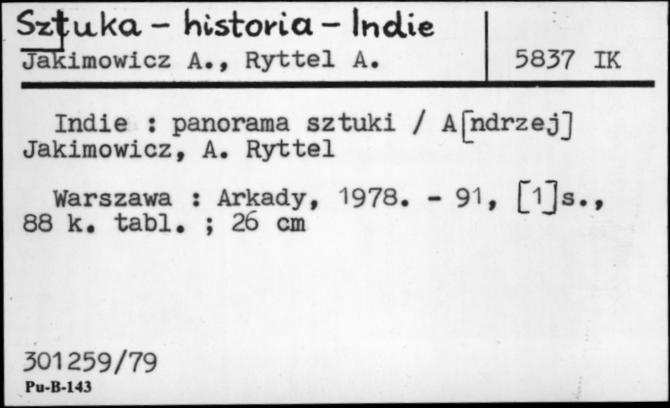 Sztuka - historia - Indie
Jakimowicz A., Ryttel A.
5837 IK
Indie : panorama sztuki / A[ndrzej]
Jakimowicz, A. Ryttel
Warszawa : Arkady, 1978. - 91, [1]s.,
88 k. tabl. ; 26 cm
301259/79
Pu-B-143